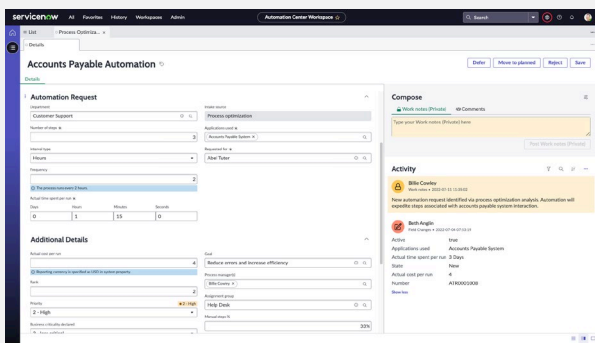 servicenow All Favorites History Workspaces Admin Automation Center Workspace Search
List Process Optimiza... ×
Details
Accounts Payable Automation Defer Move to planned Reject Save
Details
Automation Request
Department
Customer Support
Number of steps
3
Interval type
Hours
Frequency
2
The process runs every 2 hours.
Actual time spent per run
Days Hours Minutes Seconds
0 1 15 0
Intake source
Process optimization
Applications used
Accounts Payable System ×
Requested for
Abel Tuter
Additional Details
Actual cost per run
4
Reporting currency is specified as USD in system property.
Rank
2
Priority 2 - High
2 - High
Business criticality declared
Goal
Reduce errors and increase efficiency
Process manager(s)
Billie Cowley ×
Assignment group
Help Desk
Manual steps %
33%
Compose
Work notes (Private) Comments
Type your Work notes (Private) here
Post Work notes (Private)
Activity
Billie Cowley
New automation request identified via process optimization analysis. Automation will
expedite steps associated with accounts payable system interaction.
Beth Anglin
Active true
Applications used Accounts Payable System
Actual time spent per run 3 Days
State New
Actual cost per run 4
Number ATR0001008
Show less